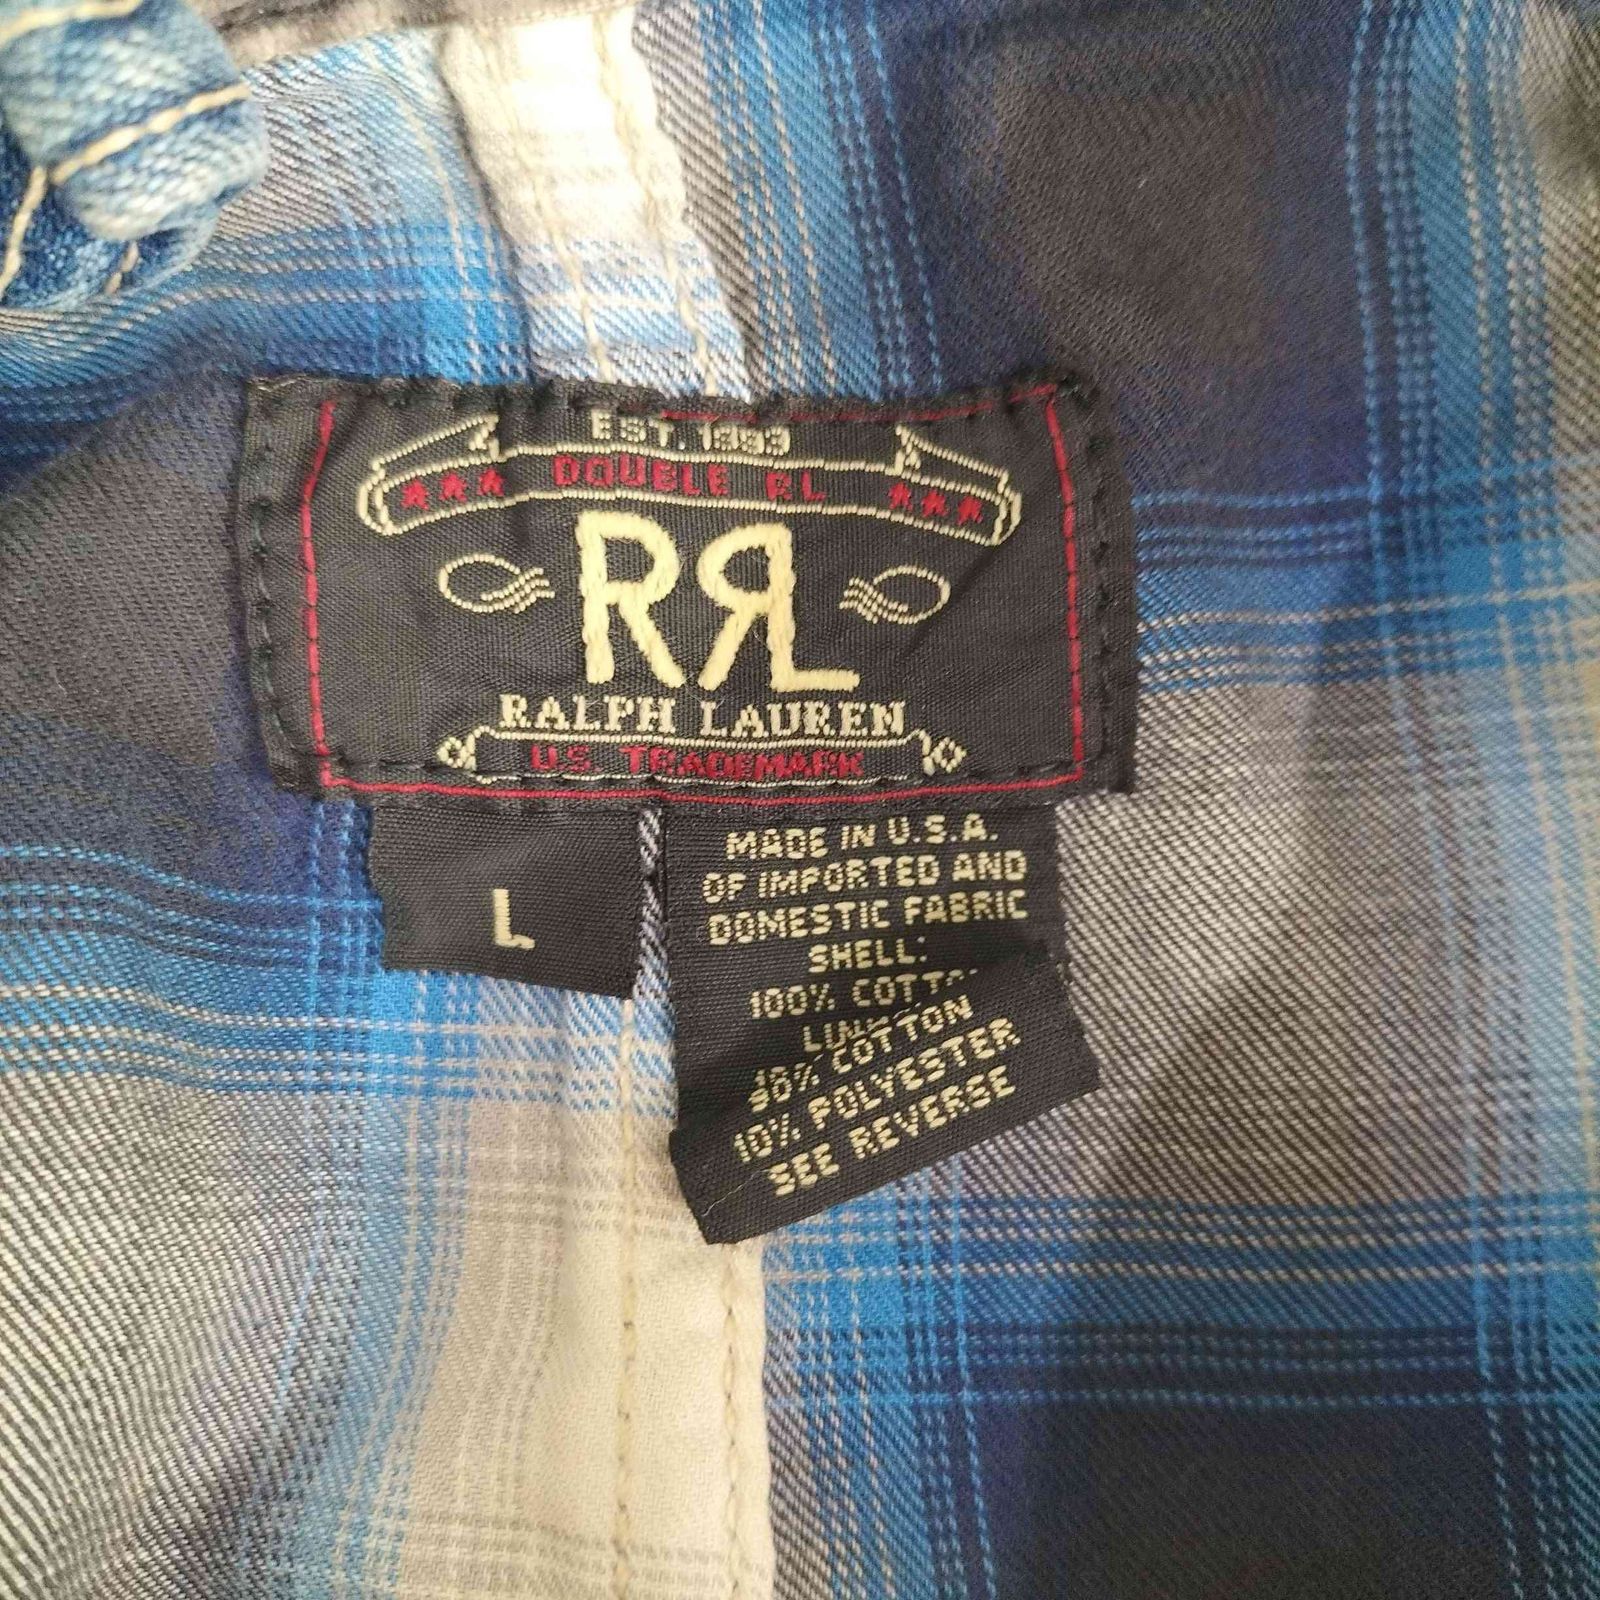 EST. 1993
DOUBLE RL
RRL
RALPH LAUREN
U.S. TRADEMARK
L
MADE IN U.S.A.
OF IMPORTED AND
DOMESTIC FABRIC
SHELL:
100%
COTTON
10% POLYESTER
SEE REVERSE